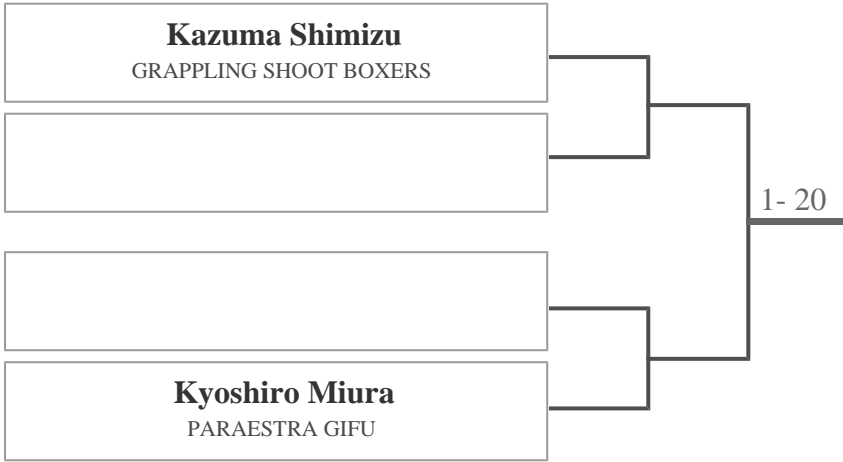 Kazuma Shimizu
GRAPPLING SHOOT BOXERS
1- 20
Kyoshiro Miura
PARAESTRA GIFU